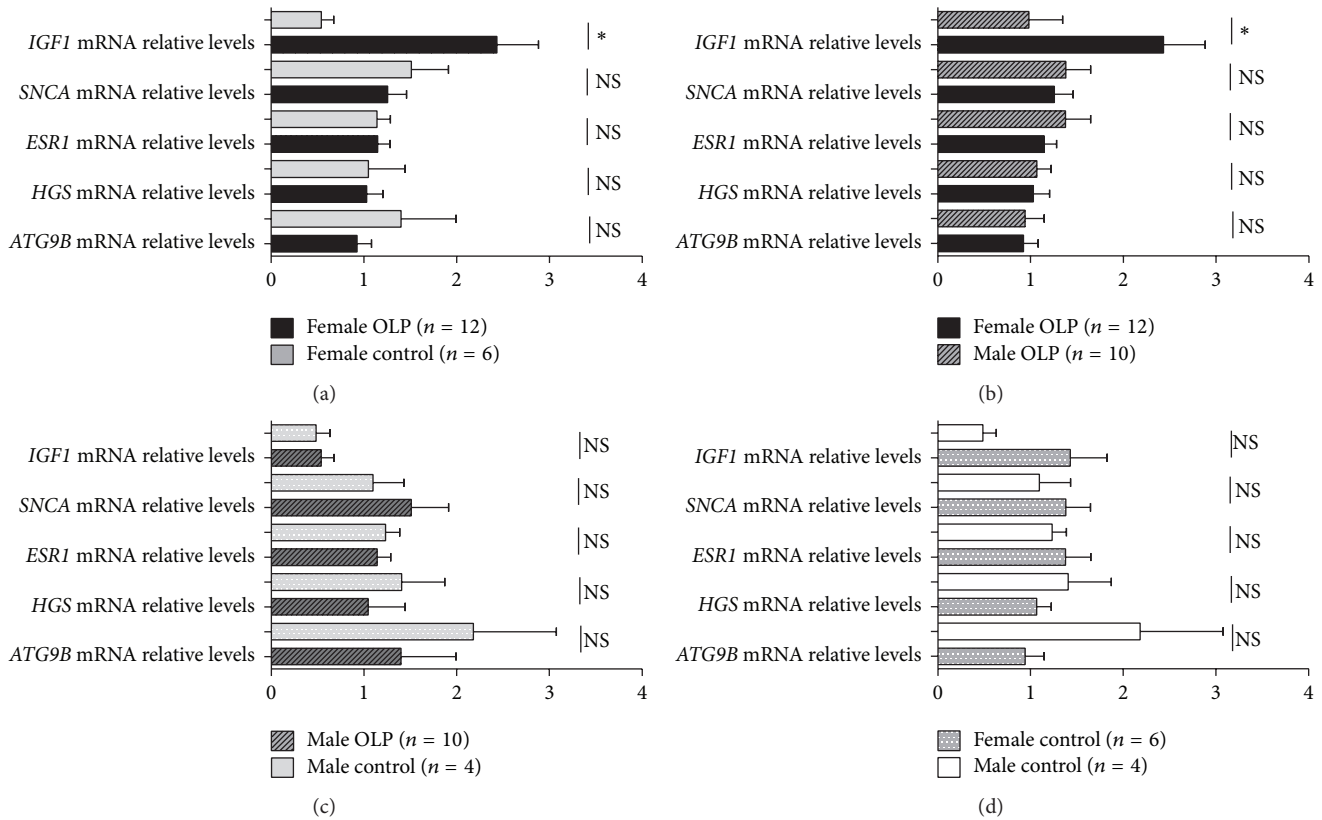 IGF1 mRNA relative levels
*
SNCA mRNA relative levels
NS
ESR1 mRNA relative levels
NS
HGS mRNA relative levels
NS
ATG9B mRNA relative levels
NS
0 1 2 3 4
Female OLP (n = 12)
Female control (n = 6)
(a)
IGF1 mRNA relative levels
*
SNCA mRNA relative levels
NS
ESR1 mRNA relative levels
NS
HGS mRNA relative levels
NS
ATG9B mRNA relative levels
NS
0 1 2 3 4
Female OLP (n = 12)
Male OLP (n = 10)
(b)
IGF1 mRNA relative levels
NS
SNCA mRNA relative levels
NS
ESR1 mRNA relative levels
NS
HGS mRNA relative levels
NS
ATG9B mRNA relative levels
NS
0 1 2 3 4
Male OLP (n = 10)
Male control (n = 4)
(c)
IGF1 mRNA relative levels
NS
SNCA mRNA relative levels
NS
ESR1 mRNA relative levels
NS
HGS mRNA relative levels
NS
ATG9B mRNA relative levels
NS
0 1 2 3 4
Female control (n = 6)
Male control (n = 4)
(d)